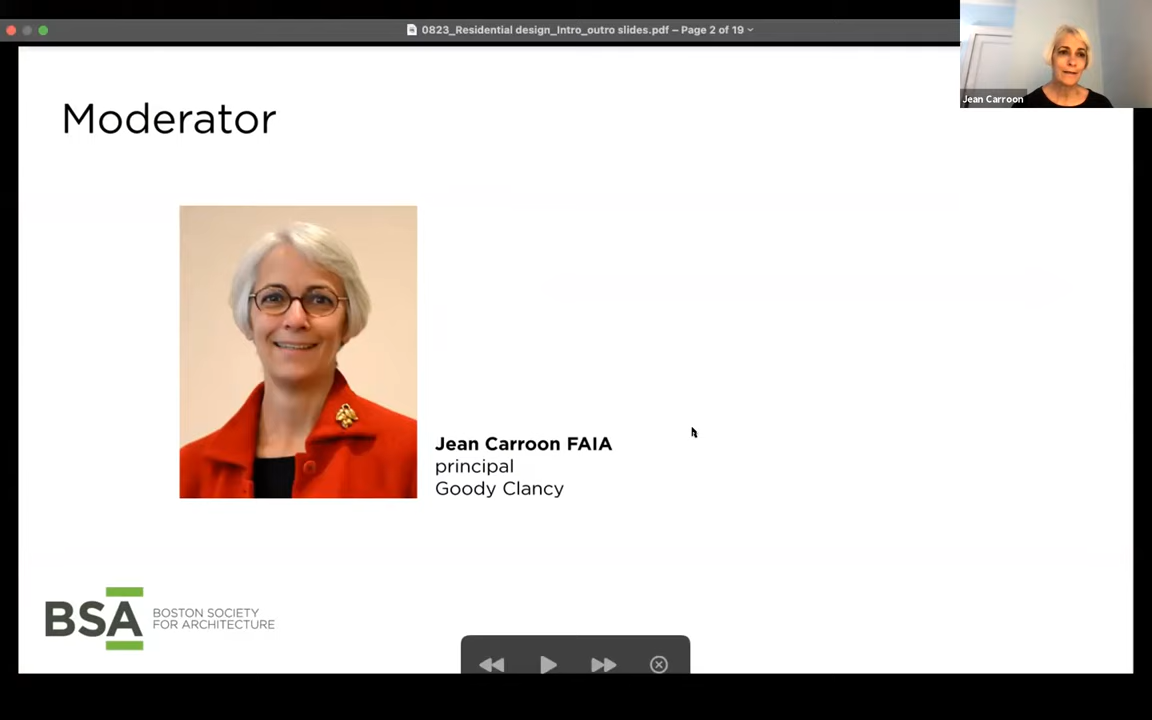 0823_Residential design_Intro_outro slides.pdf – Page 2 of 19
Jean Carroon
Moderator
Jean Carroon FAIA
principal
Goody Clancy
BSA
BOSTON SOCIETY
FOR ARCHITECTURE